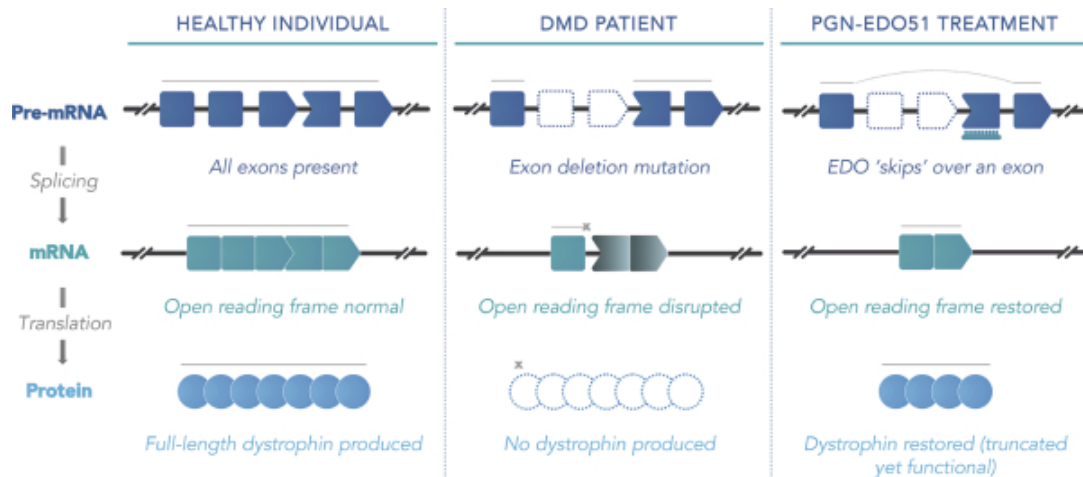 HEALTHY INDIVIDUAL
DMD PATIENT
PGN-EDO51 TREATMENT
Pre-mRNA
All exons present
Exon deletion mutation
EDO ‘skips’ over an exon
Splicing
mRNA
Open reading frame normal
Open reading frame disrupted
Open reading frame restored
Translation
Protein
Full-length dystrophin produced
No dystrophin produced
Dystrophin restored (truncated
yet functional)